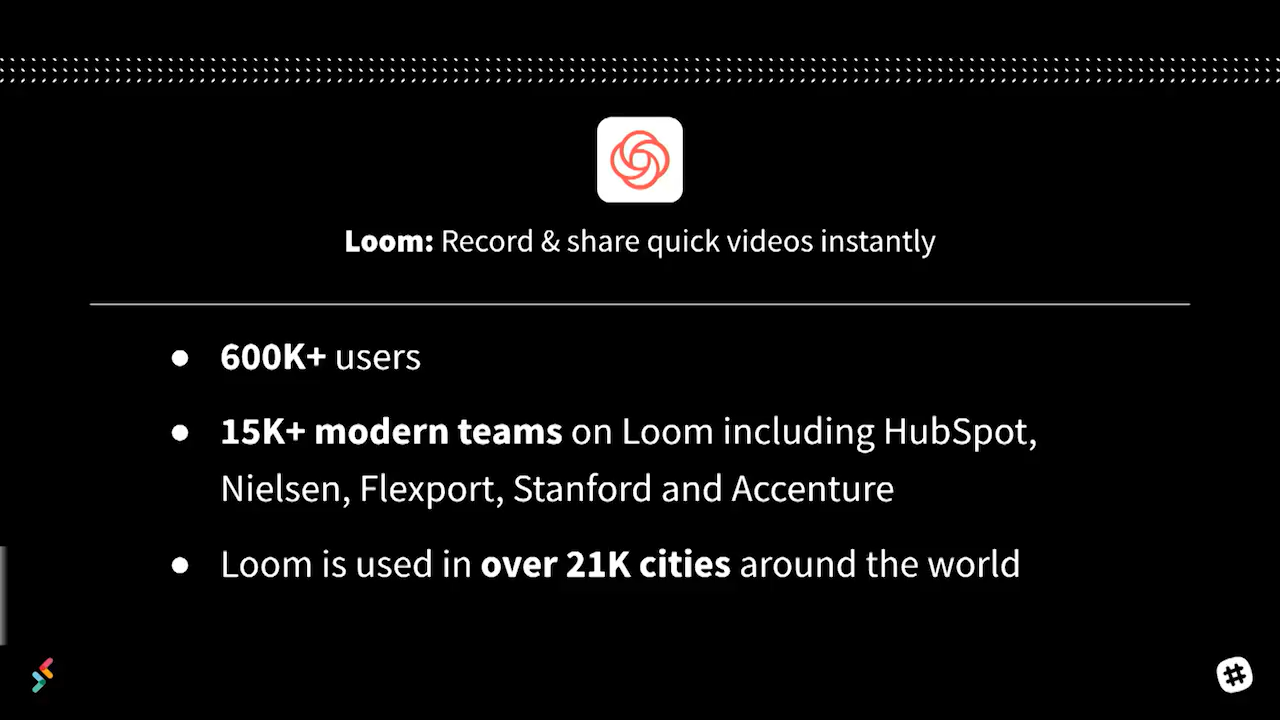 Loom: Record & share quick videos instantly
● 600K+ users
● 15K+ modern teams on Loom including HubSpot,
Nielsen, Flexport, Stanford and Accenture
● Loom is used in over 21K cities around the world